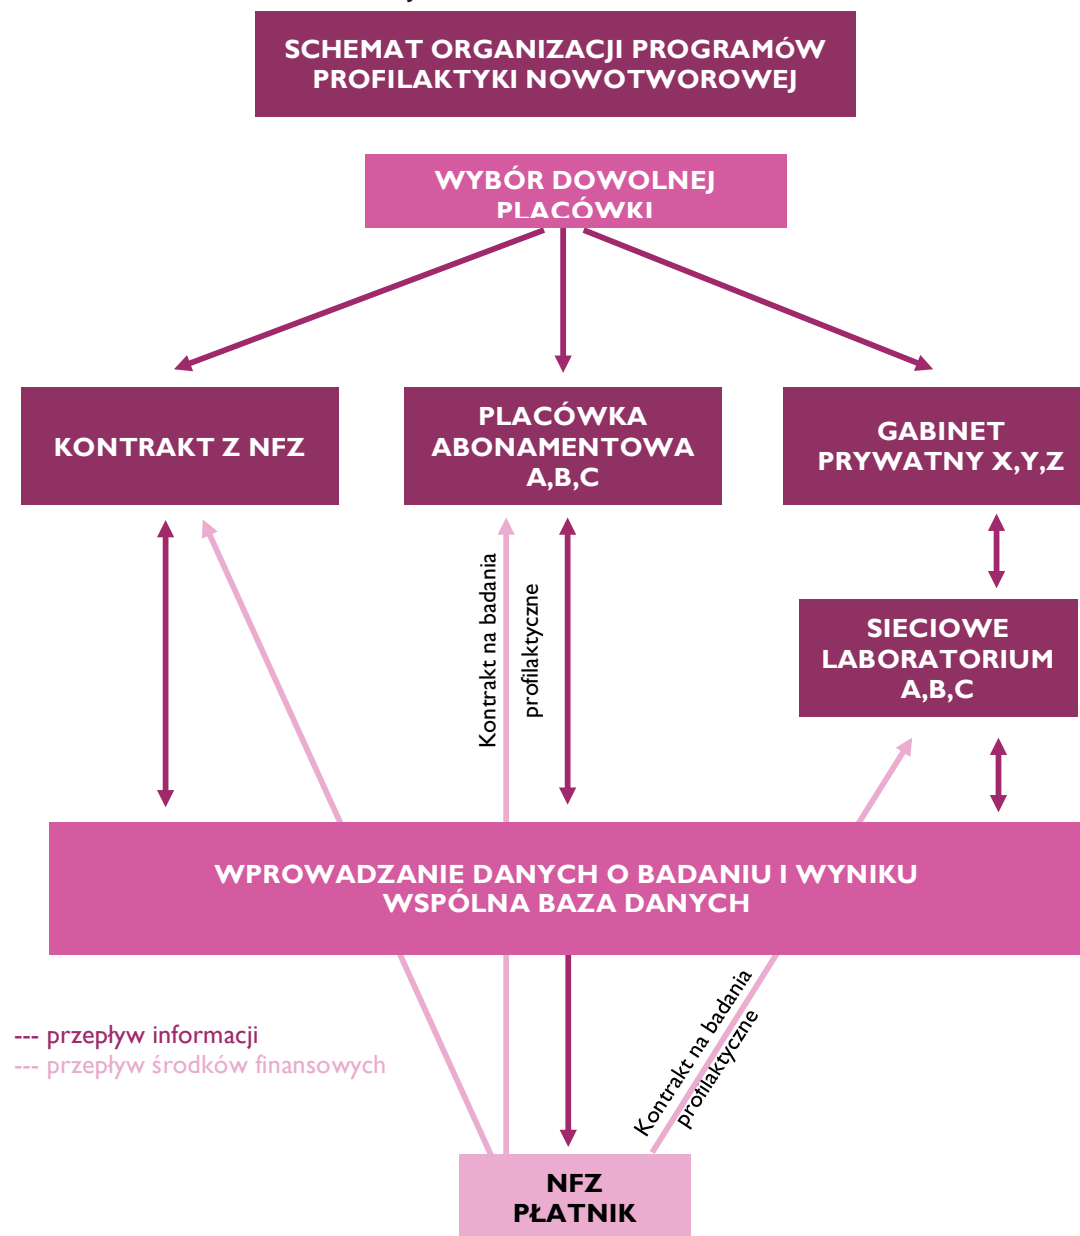 SCHEMAT ORGANIZACJI PROGRAMÓW
PROFILAKTYKI NOWOTWOROWEJ
WYBÓR DOWOLNEJ
PLACÓWKI
KONTRAKT Z NFZ
PLACÓWKA
ABONAMENTOWA
A,B,C
GABINET
PRYWATNY X,Y,Z
Kontrakt na badania
profilaktyczne
SIECIOWE
LABORATORIUM
A,B,C
WPROWADZANIE DANYCH O BADANIU I WYNIKU
WSPÓLNA BAZA DANYCH
Kontrakt na badania
profilaktyczne
--- przepływ informacji
--- przepływ środków finansowych
NFZ
PŁATNIK